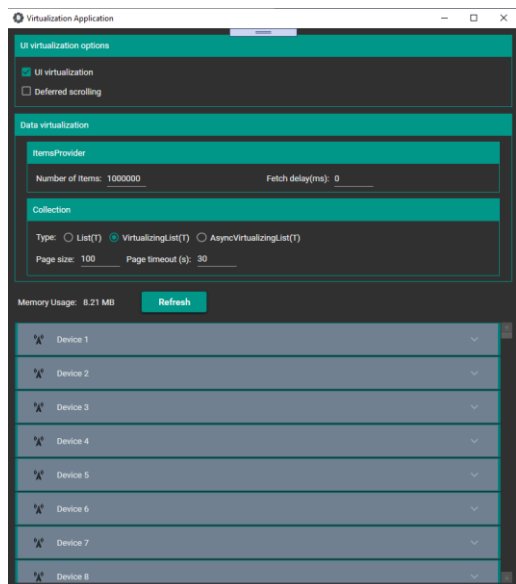 Virtualization Application
UI virtualization options
UI virtualization
Deferred scrolling
Data virtualization
ItemsProvider
Number of Items: 1000000 Fetch delay(ms): 0
Collection
Type: List(T) VirtualizingList(T) AsyncVirtualizingList(T)
Page size: 100 Page timeout (s): 30
Memory Usage: 8.21 MB Refresh
Device 1
Device 2
Device 3
Device 4
Device 5
Device 6
Device 7
Device 8